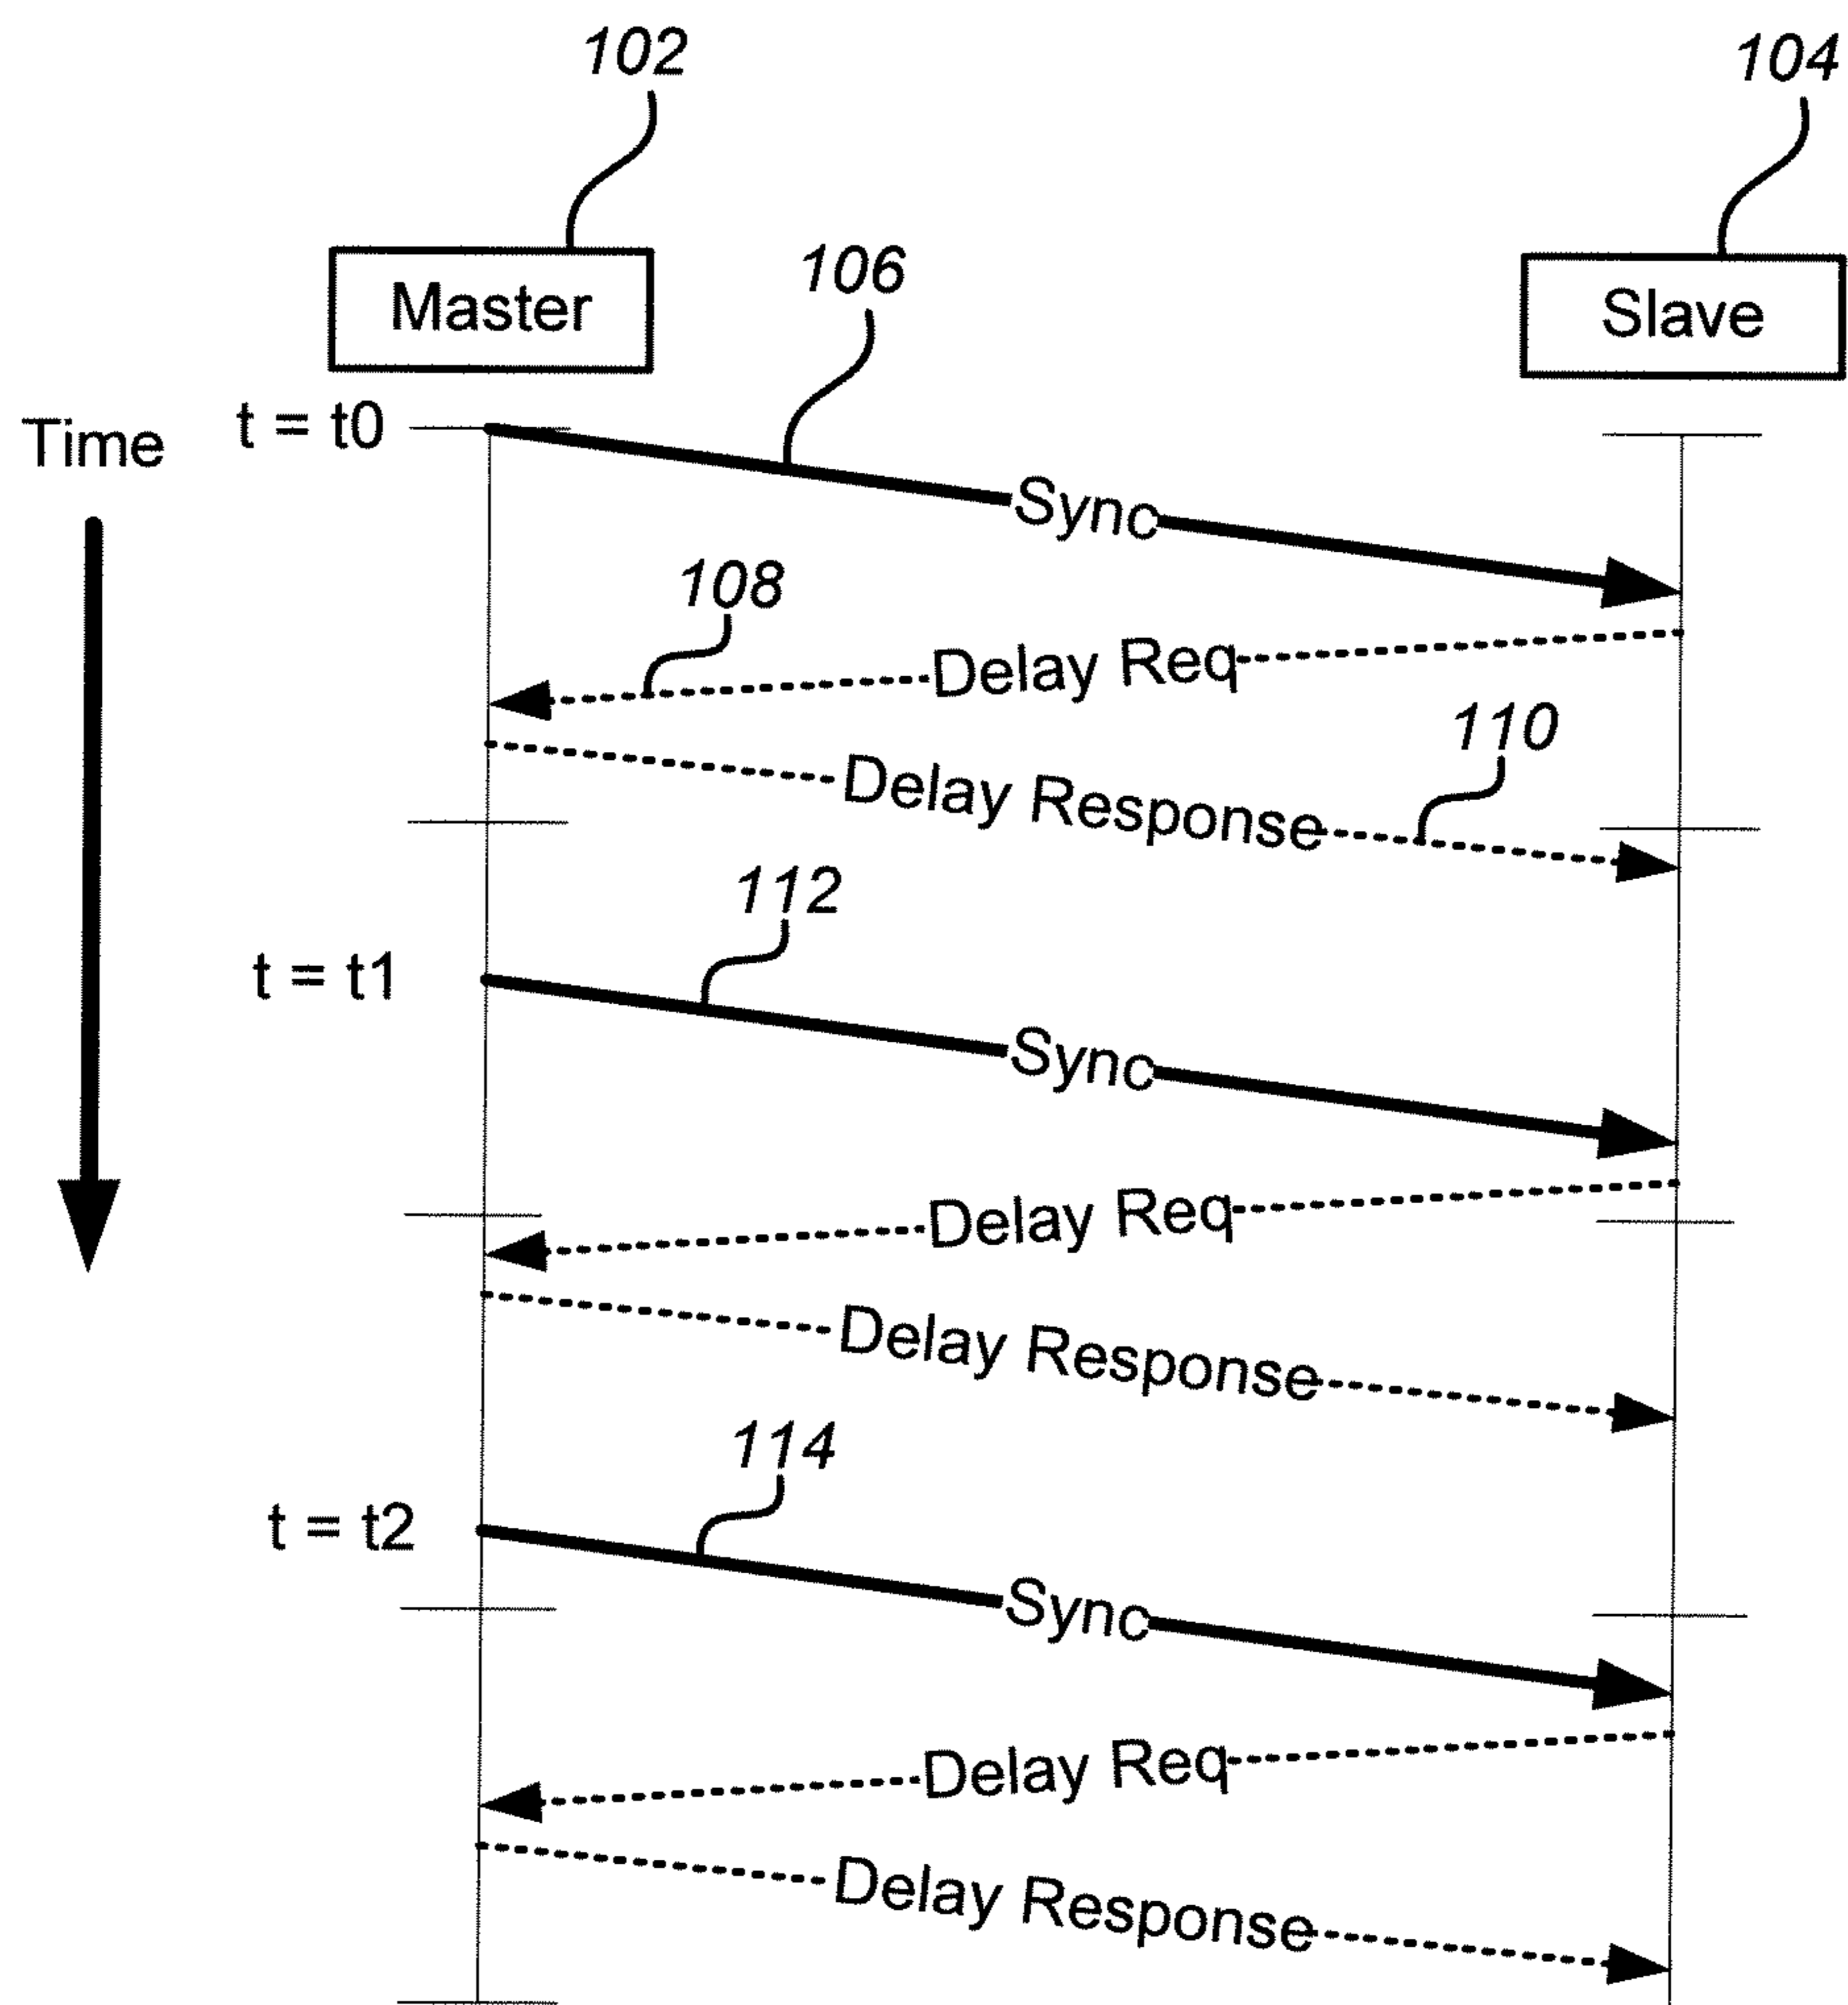 102
104
Master
106
Slave
Time
t = t0
Sync
108
Delay Req
110
Delay Response
112
t = t1
Sync
Delay Req
Delay Response
114
t = t2
Sync
Delay Req
Delay Response